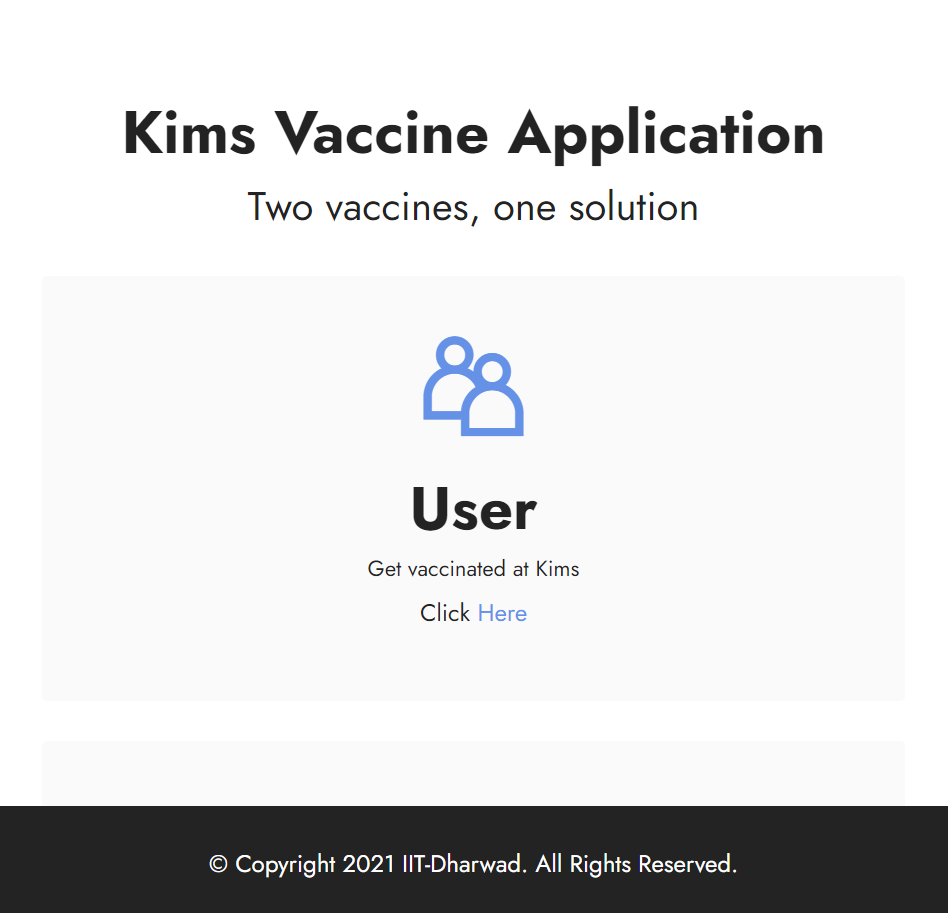 Kims Vaccine Application
Two vaccines, one solution
User
Get vaccinated at Kims
Click Here
© Copyright 2021 IIT-Dharwad. All Rights Reserved.